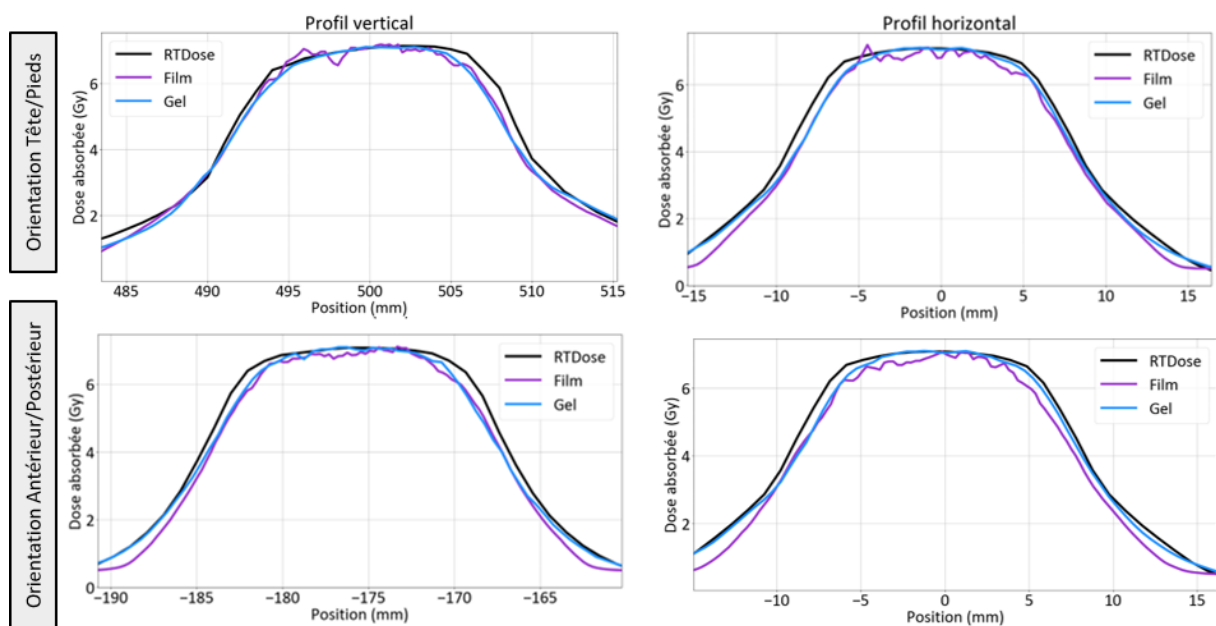 Profil vertical
Profil horizontal
Orientation Tête/Pieds
Dose absorbée (Gy)
6
4
2
RTDose
Film
Gel
485 490 495 500 505 510 515
Position (mm)
Dose absorbée (Gy)
6
4
2
0
RTDose
Film
Gel
−15 −10 −5 0 5 10 15
Position (mm)
Orientation Antérieur/Postérieur
Dose absorbée (Gy)
6
4
2
0
RTDose
Film
Gel
−190 −185 −180 −175 −170 −165
Position (mm)
Dose absorbée (Gy)
6
4
2
RTDose
Film
Gel
−10 −5 0 5 10 15
Position (mm)